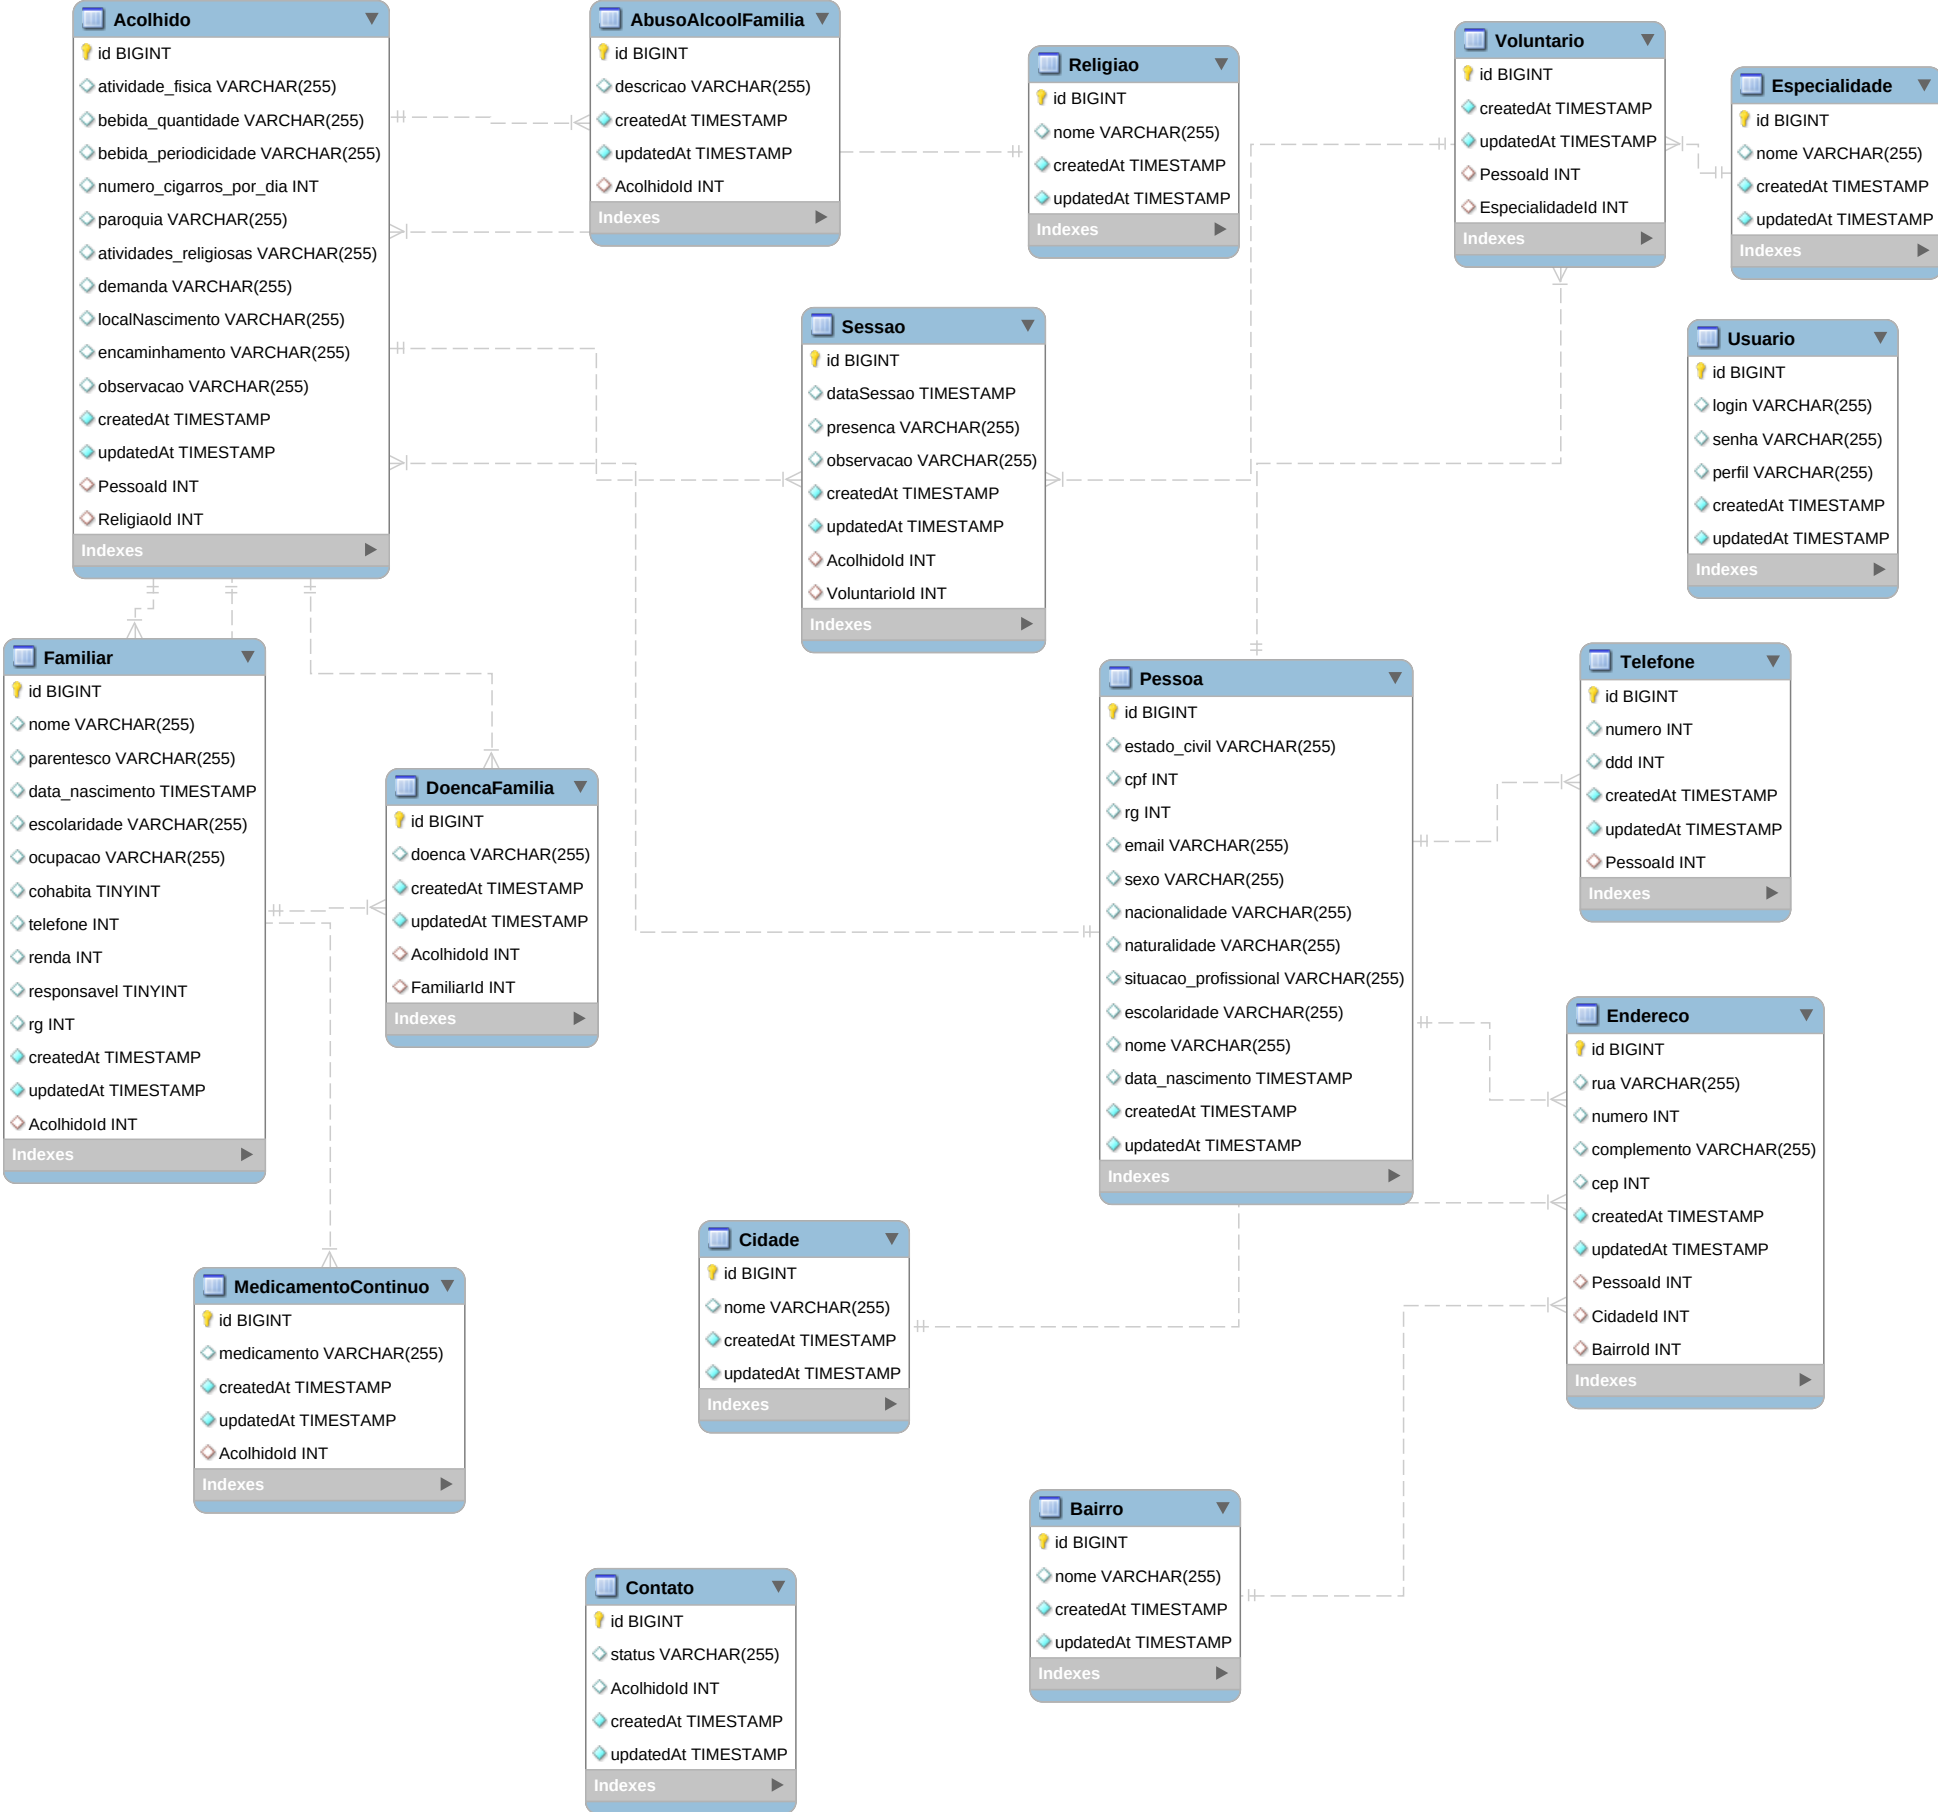 Acolhido
id BIGINT
atividade_fisica VARCHAR(255)
bebida_quantidade VARCHAR(255)
bebida_periodicidade VARCHAR(255)
numero_cigarros_por_dia INT
paroquia VARCHAR(255)
atividades_religiosas VARCHAR(255)
demanda VARCHAR(255)
localNascimento VARCHAR(255)
encaminhamento VARCHAR(255)
observacao VARCHAR(255)
createdAt TIMESTAMP
updatedAt TIMESTAMP
PessoaId INT
ReligiaoId INT
Indexes
AbusoAlcoolFamilia
id BIGINT
descricao VARCHAR(255)
createdAt TIMESTAMP
updatedAt TIMESTAMP
AcolhidoId INT
Indexes
Religiao
id BIGINT
nome VARCHAR(255)
createdAt TIMESTAMP
updatedAt TIMESTAMP
Indexes
Voluntario
id BIGINT
createdAt TIMESTAMP
updatedAt TIMESTAMP
PessoaId INT
EspecialidadeId INT
Indexes
Especialidade
id BIGINT
nome VARCHAR(255)
createdAt TIMESTAMP
updatedAt TIMESTAMP
Indexes
Sessao
id BIGINT
dataSessao TIMESTAMP
presenca VARCHAR(255)
observacao VARCHAR(255)
createdAt TIMESTAMP
updatedAt TIMESTAMP
AcolhidoId INT
VoluntarioId INT
Indexes
Usuario
id BIGINT
login VARCHAR(255)
senha VARCHAR(255)
perfil VARCHAR(255)
createdAt TIMESTAMP
updatedAt TIMESTAMP
Indexes
Familiar
id BIGINT
nome VARCHAR(255)
parentesco VARCHAR(255)
data_nascimento TIMESTAMP
escolaridade VARCHAR(255)
ocupacao VARCHAR(255)
cohabita TINYINT
telefone INT
renda INT
responsavel TINYINT
rg INT
createdAt TIMESTAMP
updatedAt TIMESTAMP
AcolhidoId INT
Indexes
DoencaFamilia
id BIGINT
doenca VARCHAR(255)
createdAt TIMESTAMP
updatedAt TIMESTAMP
AcolhidoId INT
FamiliarId INT
Indexes
Pessoa
id BIGINT
estado_civil VARCHAR(255)
cpf INT
rg INT
email VARCHAR(255)
sexo VARCHAR(255)
nacionalidade VARCHAR(255)
naturalidade VARCHAR(255)
situacao_profissional VARCHAR(255)
escolaridade VARCHAR(255)
nome VARCHAR(255)
data_nascimento TIMESTAMP
createdAt TIMESTAMP
updatedAt TIMESTAMP
Indexes
Telefone
id BIGINT
numero INT
ddd INT
createdAt TIMESTAMP
updatedAt TIMESTAMP
PessoaId INT
Indexes
Endereco
id BIGINT
rua VARCHAR(255)
numero INT
complemento VARCHAR(255)
cep INT
createdAt TIMESTAMP
updatedAt TIMESTAMP
PessoaId INT
CidadeId INT
BairroId INT
Indexes
Cidade
id BIGINT
nome VARCHAR(255)
createdAt TIMESTAMP
updatedAt TIMESTAMP
Indexes
MedicamentoContinuo
id BIGINT
medicamento VARCHAR(255)
createdAt TIMESTAMP
updatedAt TIMESTAMP
AcolhidoId INT
Indexes
Bairro
id BIGINT
nome VARCHAR(255)
createdAt TIMESTAMP
updatedAt TIMESTAMP
Indexes
Contato
id BIGINT
status VARCHAR(255)
AcolhidoId INT
createdAt TIMESTAMP
updatedAt TIMESTAMP
Indexes